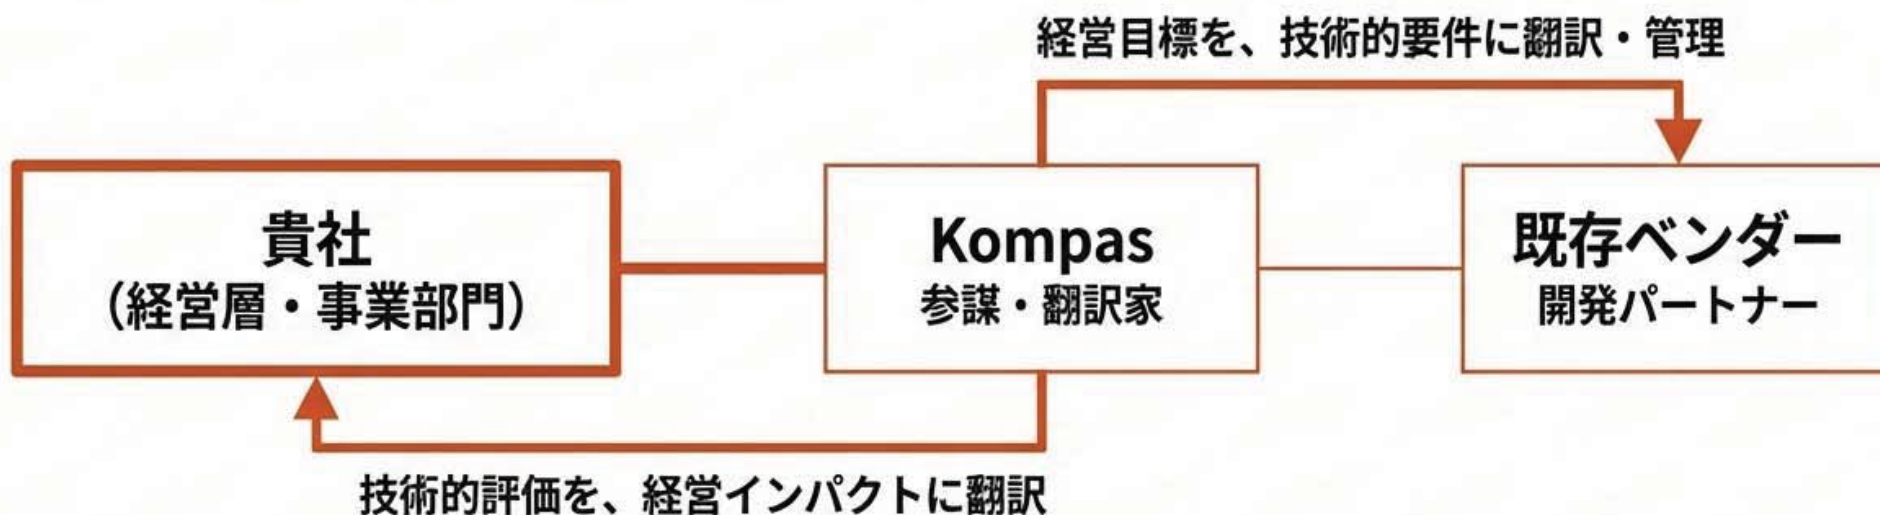 経営目標を、技術的要件に翻訳・管理
貴社
（経営層・事業部門）
Kompas
参謀・翻訳家
既存ベンダー
開発パートナー
技術的評価を、経営インパクトに翻訳